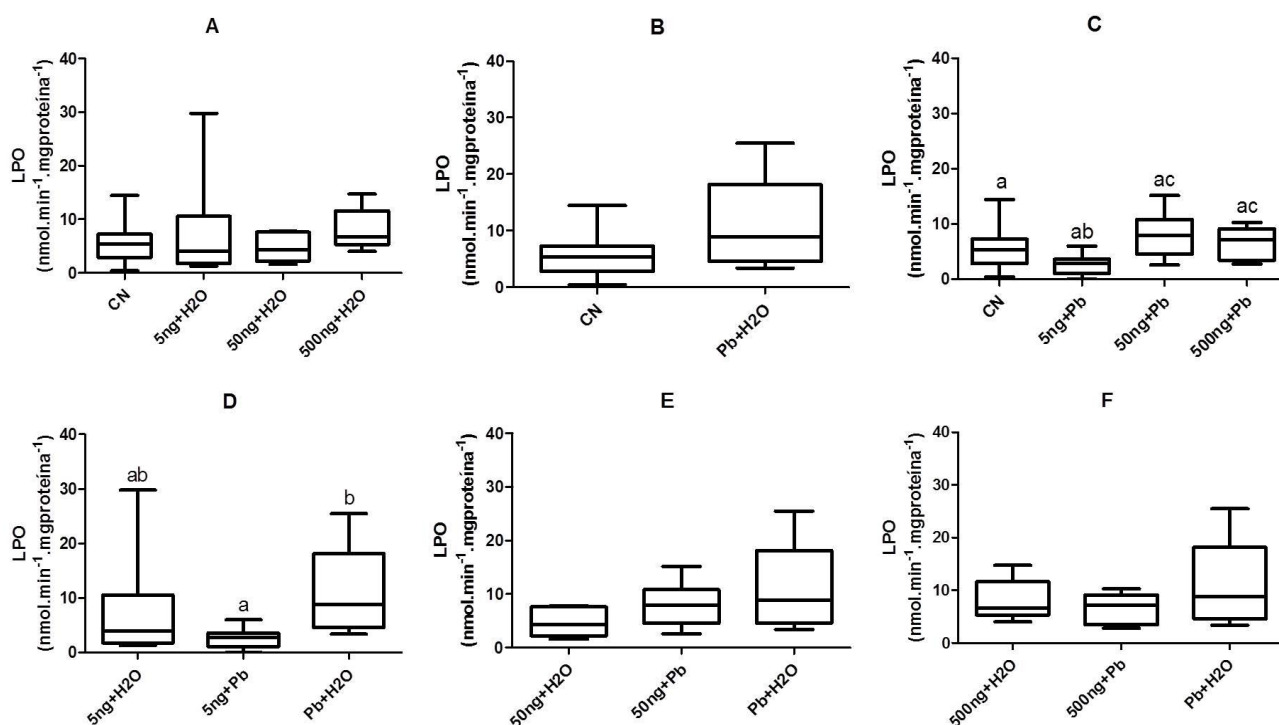 A
LPO
(nmol.min⁻¹.mgproteína⁻¹)
40
30
20
10
0
CN
5ng+H2O
50ng+H2O
500ng+H2O
B
LPO
(nmol.min⁻¹.mgproteína⁻¹)
40
30
20
10
0
CN
Pb+H2O
C
LPO
(nmol.min⁻¹.mgproteína⁻¹)
40
30
20
10
0
a
ab
ac
ac
CN
5ng+Pb
50ng+Pb
500ng+Pb
D
LPO
(nmol.min⁻¹.mgproteína⁻¹)
40
30
20
10
0
ab
a
b
5ng+H2O
5ng+Pb
Pb+H2O
E
LPO
(nmol.min⁻¹.mgproteína⁻¹)
40
30
20
10
0
50ng+H2O
50ng+Pb
Pb+H2O
F
LPO
(nmol.min⁻¹.mgproteína⁻¹)
40
30
20
10
0
500ng+H2O
500ng+Pb
Pb+H2O